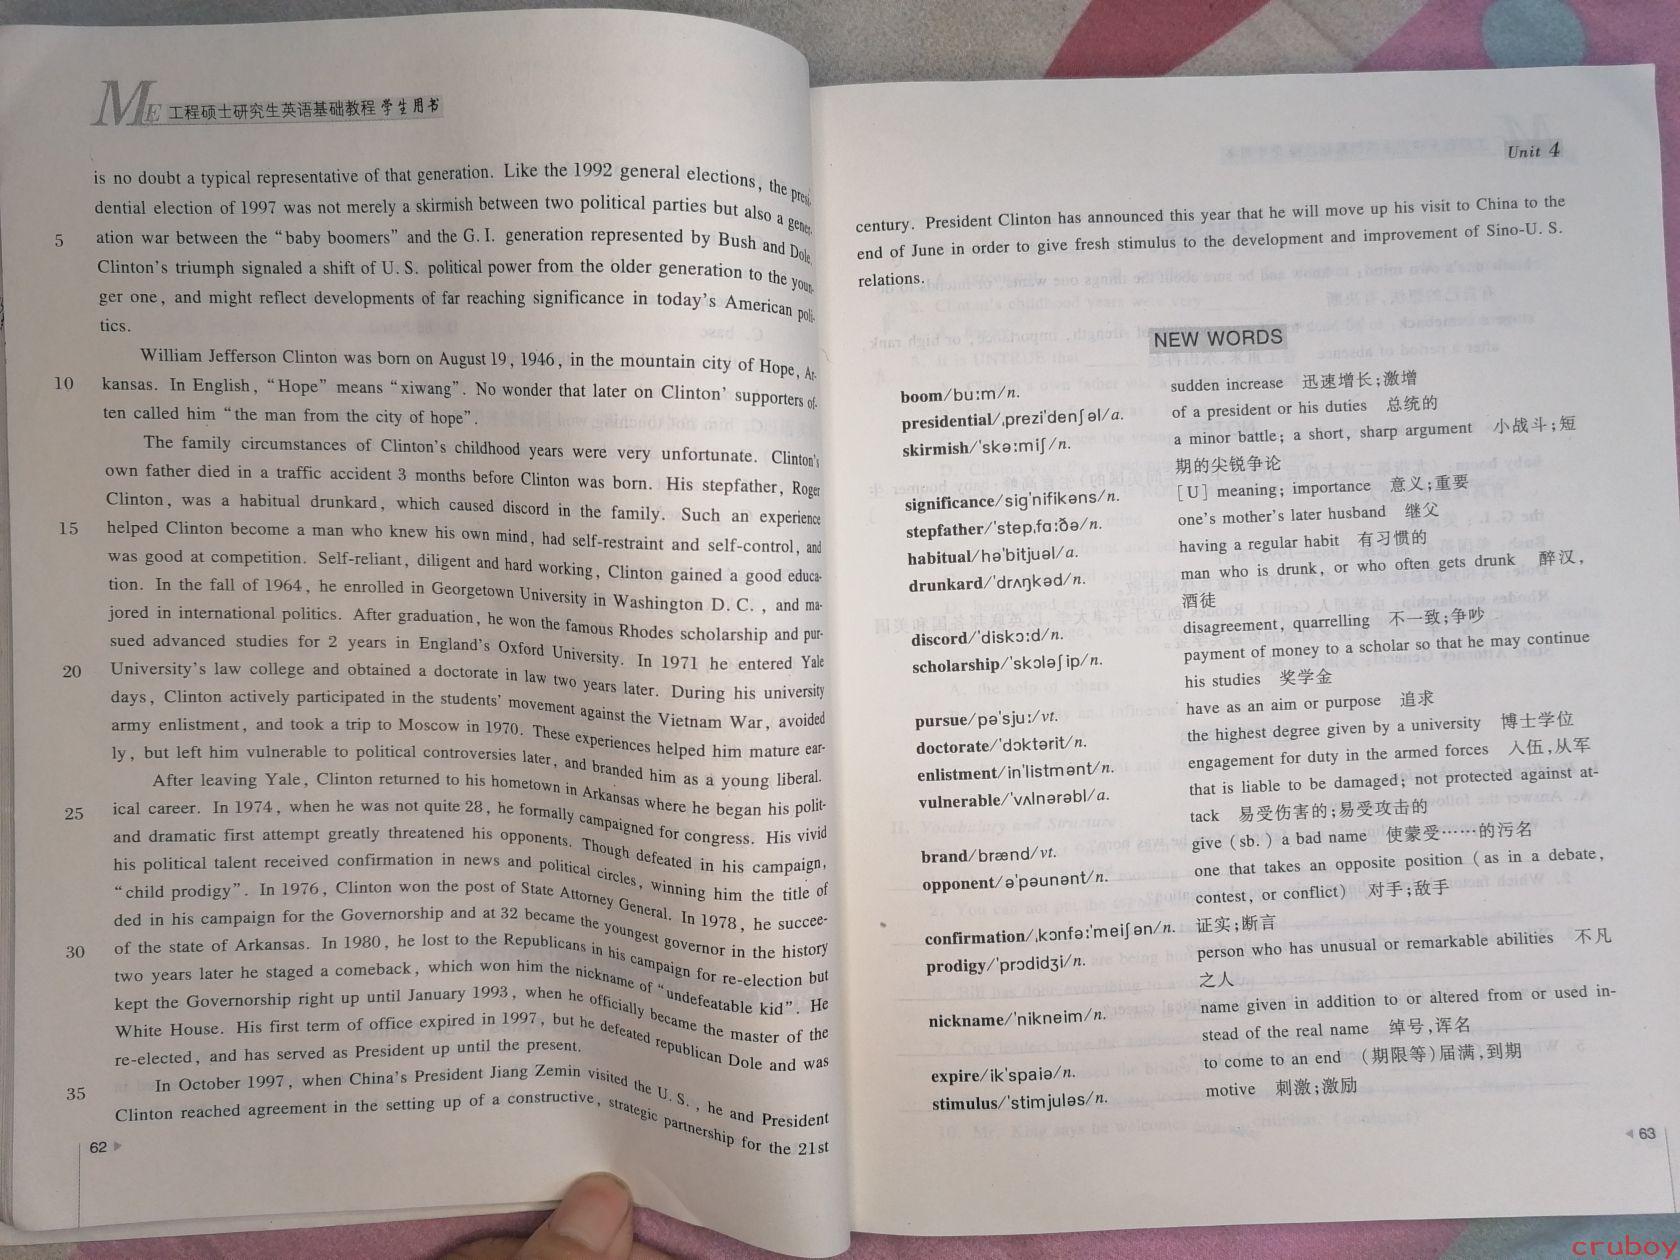 ME 工程硕士研究生英语基础教程 学生用书
is no doubt a typical representative of that generation. Like the 1992 general elections, the presi-
dential election of 1997 was not merely a skirmish between two political parties but also a gener-
5 ation war between the "baby boomers" and the G. I. generation represented by Bush and Dole.
Clinton's triumph signaled a shift of U. S. political power from the older generation to the youn-
ger one, and might reflect developments of far reaching significance in today's American poli-
tics.
William Jefferson Clinton was born on August 19, 1946, in the mountain city of Hope, Ar-
10 kansas. In English, "Hope" means "xiwang". No wonder that later on Clinton' supporters of-
ten called him "the man from the city of hope".
The family circumstances of Clinton's childhood years were very unfortunate. Clinton's
own father died in a traffic accident 3 months before Clinton was born. His stepfather, Roger
Clinton, was a habitual drunkard, which caused discord in the family. Such an experience
15 helped Clinton become a man who knew his own mind, had self-restraint and self-control, and
was good at competition. Self-reliant, diligent and hard working, Clinton gained a good educa-
tion. In the fall of 1964, he enrolled in Georgetown University in Washington D. C. , and ma-
jored in international politics. After graduation, he won the famous Rhodes scholarship and pur-
sued advanced studies for 2 years in England's Oxford University. In 1971 he entered Yale
20 University's law college and obtained a doctorate in law two years later. During his university
days, Clinton actively participated in the students' movement against the Vietnam War, avoided
army enlistment, and took a trip to Moscow in 1970. These experiences helped him mature ear-
ly, but left him vulnerable to political controversies later, and branded him as a young liberal.
After leaving Yale, Clinton returned to his hometown in Arkansas where he began his polit-
25 ical career. In 1974, when he was not quite 28, he formally campaigned for congress. His vivid
and dramatic first attempt greatly threatened his opponents. Though defeated in his campaign,
his political talent received confirmation in news and political circles, winning him the title of
"child prodigy". In 1976, Clinton won the post of State Attorney General. In 1978, he succee-
ded in his campaign for the Governorship and at 32 became the youngest governor in the history
30 of the state of Arkansas. In 1980, he lost to the Republicans in his campaign for re-election but
two years later he staged a comeback, which won him the nickname of "undefeatable kid". He
kept the Governorship right up until January 1993, when he officially became the master of the
White House. His first term of office expired in 1997, but he defeated republican Dole and was
re-elected, and has served as President up until the present.
35 In October 1997, when China's President Jiang Zemin visited the U. S. , he and President
Clinton reached agreement in the setting up of a constructive, strategic partnership for the 21st
62
Unit 4
century. President Clinton has announced this year that he will move up his visit to China to the
end of June in order to give fresh stimulus to the development and improvement of Sino-U. S.
relations.
NEW WORDS
boom/buːm/n. sudden increase 迅速增长;激增
presidential/ˌpreziˈdenʃəl/a. of a president or his duties 总统的
skirmish/ˈskəːmiʃ/n. a minor battle; a short, sharp argument 小战斗;短
期的尖锐争论
significance/sigˈnifikəns/n. [U] meaning; importance 意义;重要
stepfather/ˈstepˌfɑːðə/n. one's mother's later husband 继父
habitual/həˈbitjuəl/a. having a regular habit 有习惯的
drunkard/ˈdrʌŋkəd/n. man who is drunk, or who often gets drunk 醉汉,
酒徒
discord/ˈdiskɔːd/n. disagreement, quarrelling 不一致;争吵
scholarship/ˈskɔləʃip/n. payment of money to a scholar so that he may continue
his studies 奖学金
pursue/pəˈsjuː/vt. have as an aim or purpose 追求
doctorate/ˈdɔktərit/n. the highest degree given by a university 博士学位
enlistment/inˈlistmənt/n. engagement for duty in the armed forces 入伍,从军
vulnerable/ˈvʌlnərəbl/a. that is liable to be damaged; not protected against at-
tack 易受伤害的;易受攻击的
brand/brænd/vt. give (sb. ) a bad name 使蒙受……的污名
opponent/əˈpəunənt/n. one that takes an opposite position (as in a debate,
contest, or conflict) 对手;敌手
confirmation/ˌkɔnfəːˈmeiʃən/n. 证实;断言
prodigy/ˈprɔdidʒi/n. person who has unusual or remarkable abilities 不凡
之人
nickname/ˈnikneim/n. name given in addition to or altered from or used in-
stead of the real name 绰号,诨名
expire/ikˈspaiə/n. to come to an end (期限等)届满,到期
stimulus/ˈstimjuləs/n. motive 刺激;激励
63
cruboy